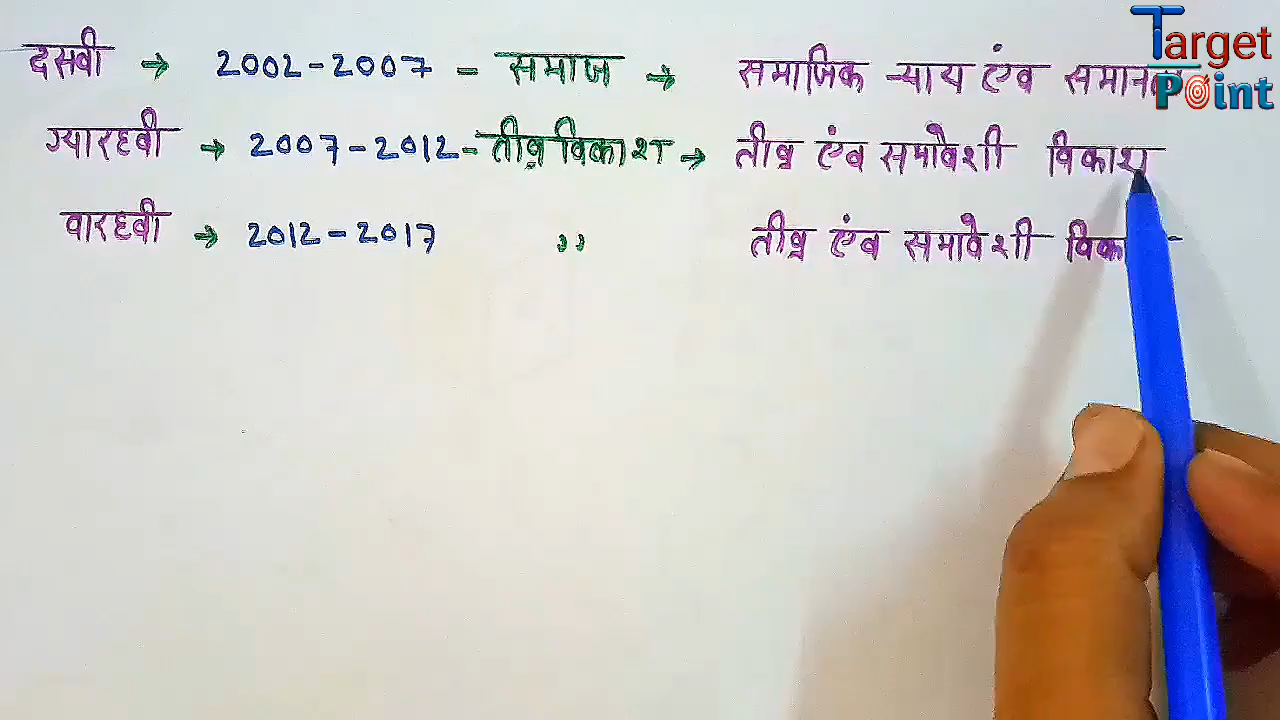 Target
Point
दसवी → 2002-2007 - समाज → समाजिक न्याय एंव समानता
ग्यारहवी → 2007-2012 - तीव्र विकाश → तीव्र एंव समावेशी विकाश
वारहवी → 2012-2017 " तीव्र एंव समावेशी